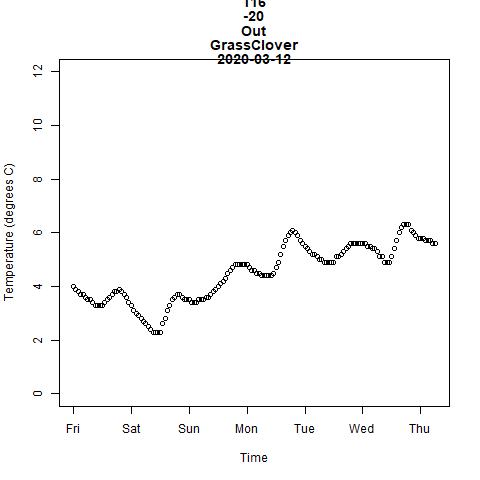 116
-20
Out
GrassClover
2020-03-12
Temperature (degrees C)
12
10
8
6
4
2
0
Fri Sat Sun Mon Tue Wed Thu
Time